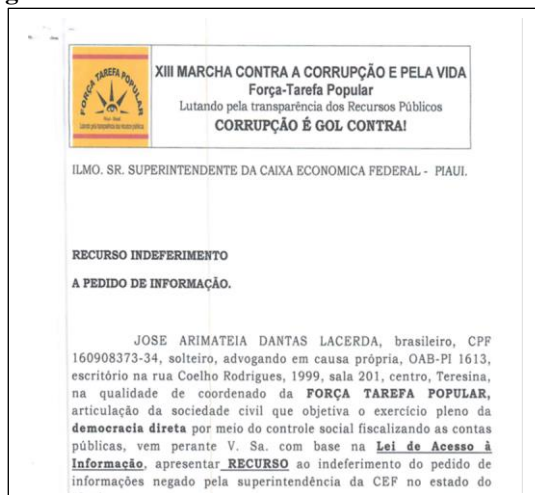 g
FORÇA TAREFA POPULAR
XIII MARCHA CONTRA A CORRUPÇÃO E PELA VIDA
Força-Tarefa Popular
Lutando pela transparência dos Recursos Públicos
CORRUPÇÃO É GOL CONTRA!
ILMO. SR. SUPERINTENDENTE DA CAIXA ECONOMICA FEDERAL - PIAUI.
RECURSO INDEFERIMENTO
A PEDIDO DE INFORMAÇÃO.
JOSE ARIMATEIA DANTAS LACERDA, brasileiro, CPF
160908373-34, solteiro, advogando em causa própria, OAB-PI 1613,
escritório na rua Coelho Rodrigues, 1999, sala 201, centro, Teresina,
na qualidade de coordenado da FORÇA TAREFA POPULAR,
articulação da sociedade civil que objetiva o exercício pleno da
democracia direta por meio do controle social fiscalizando as contas
públicas, vem perante V. Sa. com base na Lei de Acesso à
Informação, apresentar RECURSO ao indeferimento do pedido de
informações negado pela superintendência da CEF no estado do